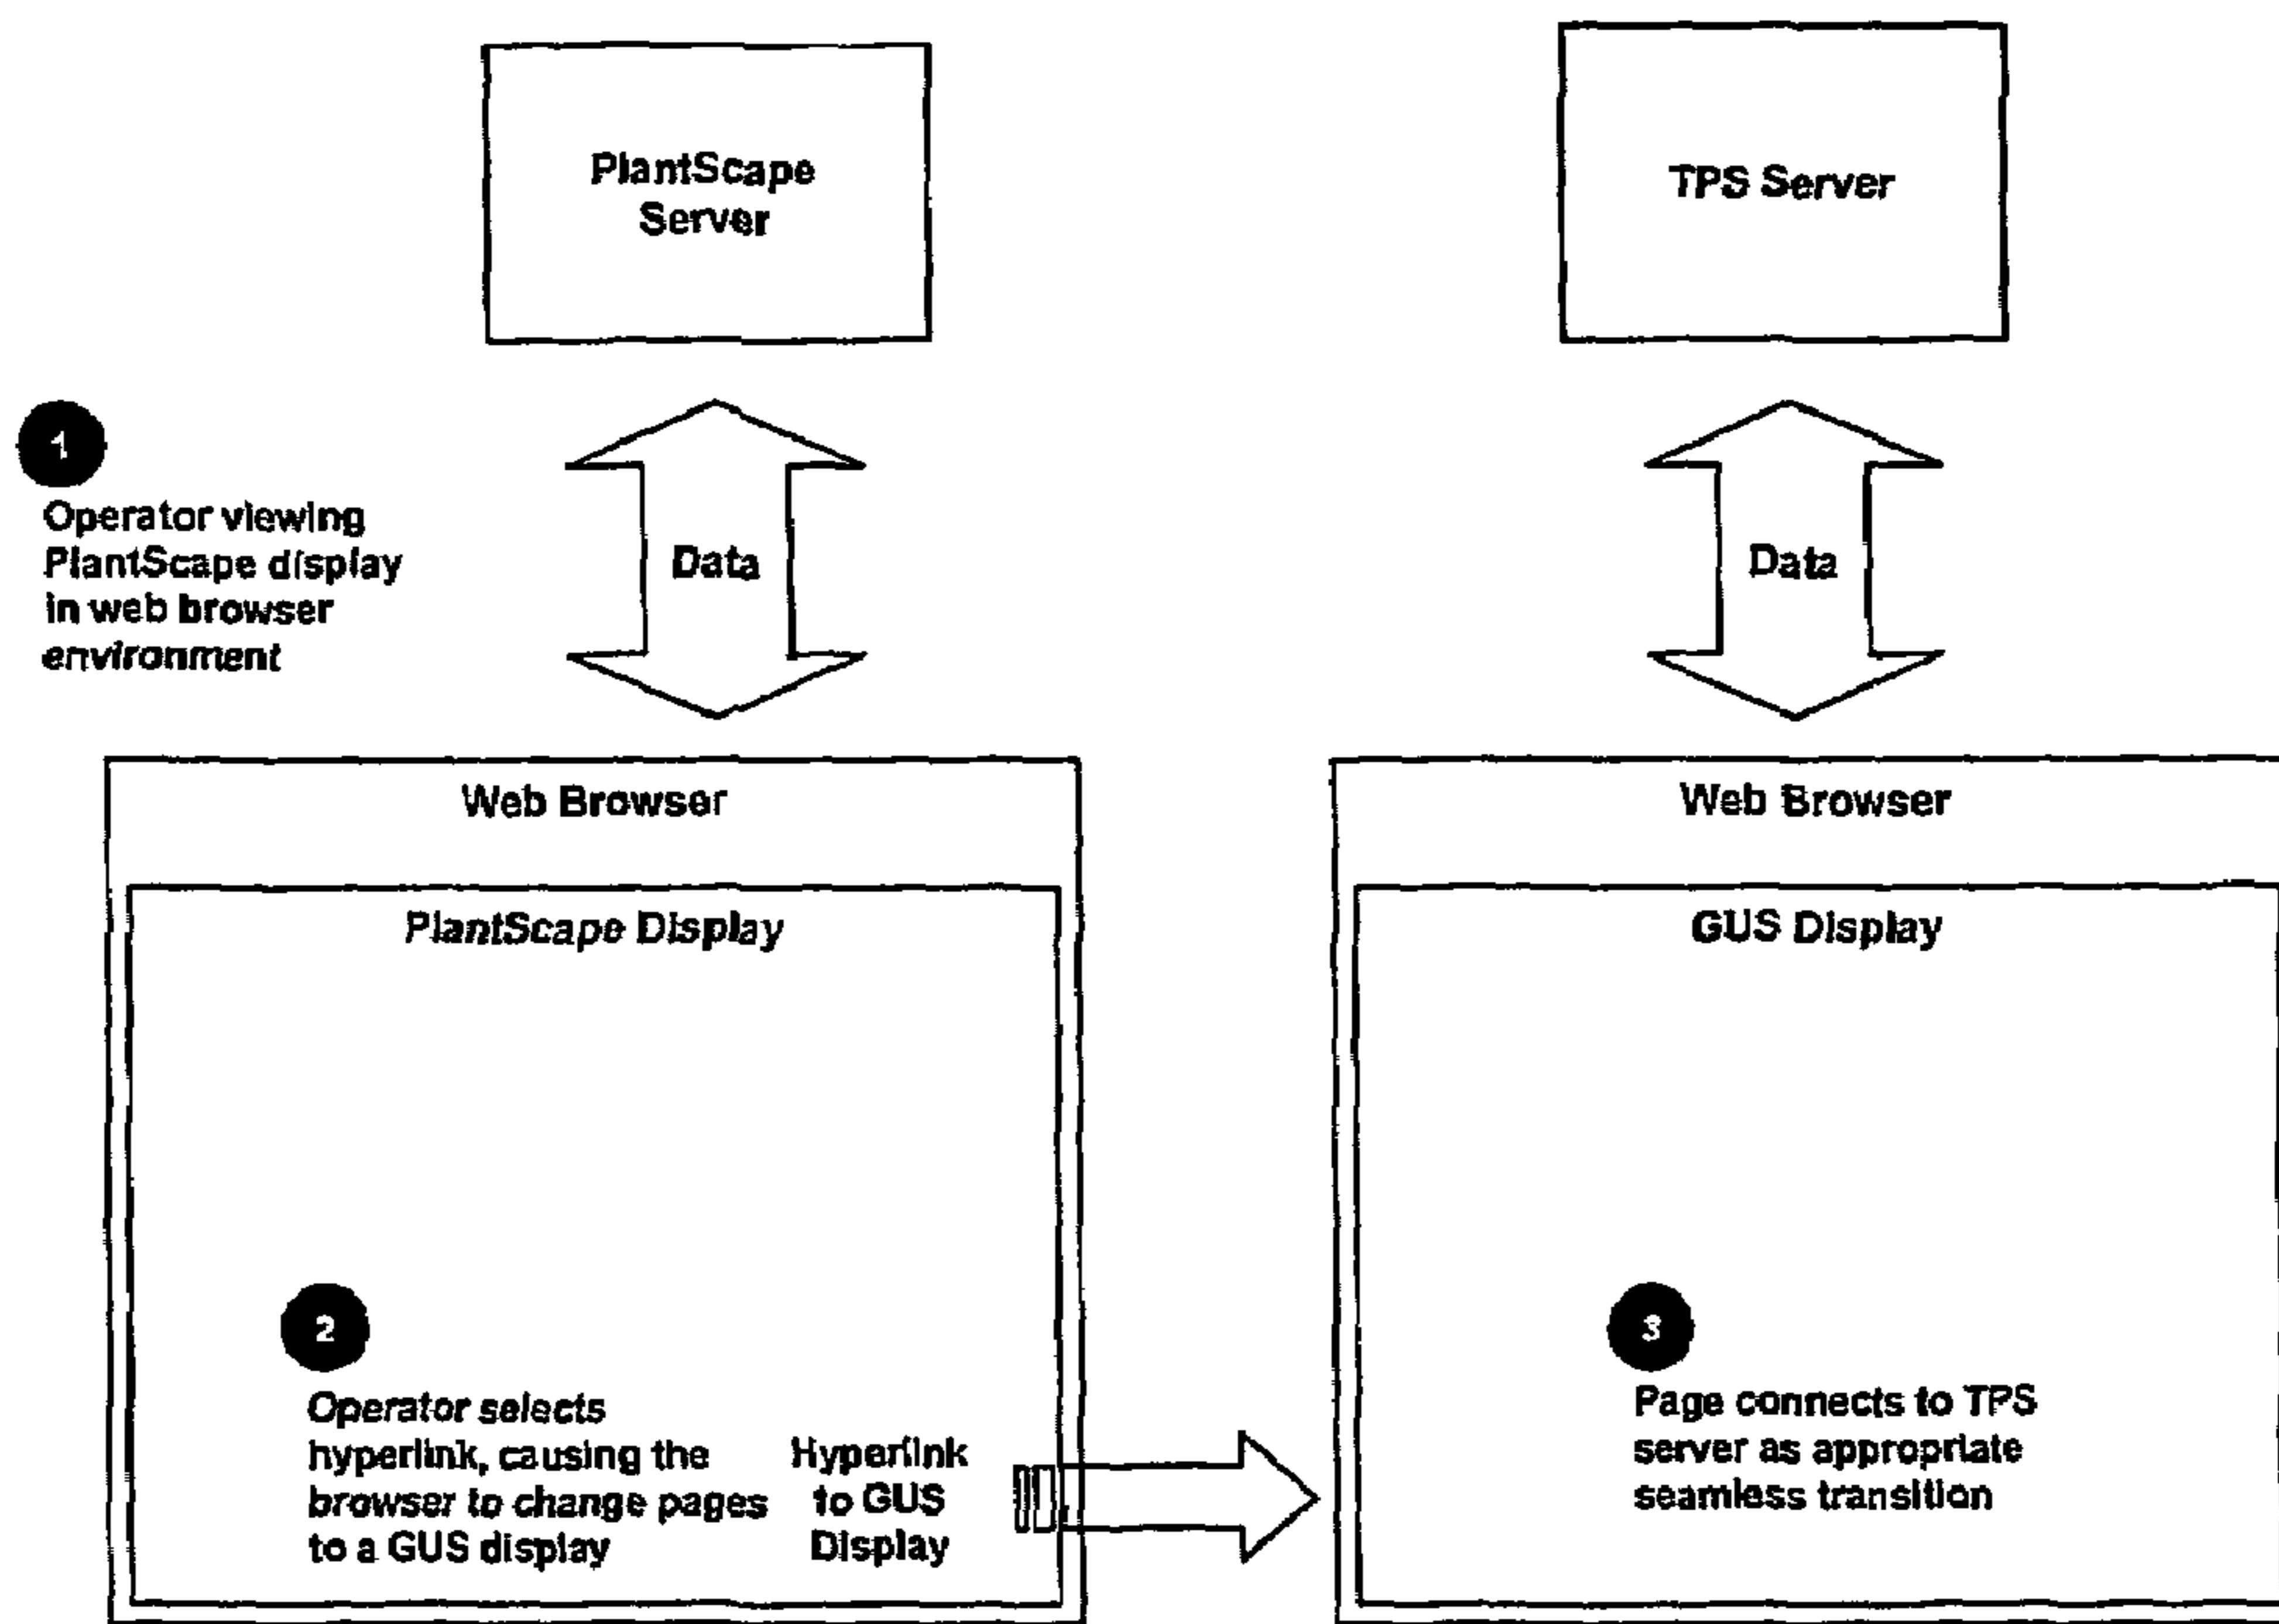 PlantScape
Server
TPS Server
1
Operator viewing
PlantScape display
in web browser
environment
Data
Data
Web Browser
PlantScape Display
2
Operator selects
hyperlink, causing the
browser to change pages
to a GUS display
Hyperlink
to GUS
Display
Web Browser
GUS Display
3
Page connects to TPS
server as appropriate
seamless transition